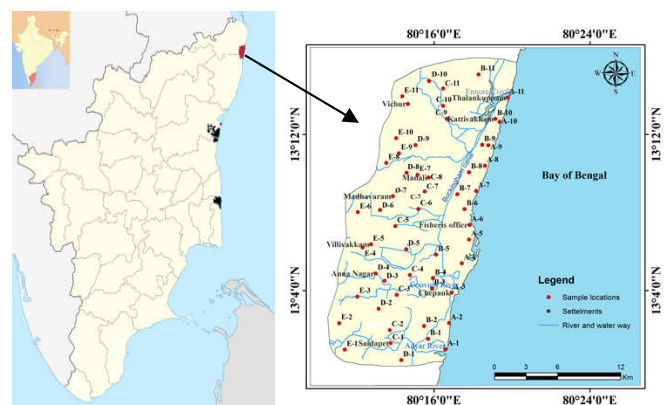 80°16'0"E 80°24'0"E
N
W E
S
D-10 B-11
C-11
E-11
Vichur
Thalankuppam A-11
C-10
C-9
Kattivakkam
B-10
A-10
13°12'0"N 13°12'0"N
E-10
D-9
B-9
A-9
E-9
E-8
B-8 A-8
D-8 E-7
Manali C-8
Buckingham canal
Bay of Bengal
Madhavaram D-7 C-7
B-7 A-7
E-6 D-6 C-6 B-6
C-5
A-6
Fisheris office
A-5
Villivakkam E-5
E-4
D-5 B-5
A-4
Anna Nagar D-4
D-3
C-4 B-4
B-3
Legend
Sample locations
Settelments
River and water way
E-3 C-3 Chepauk A-3
13°4'0"N 13°4'0"N
D-2
E-2 C-2 B-2 A-2
E-1 Saidapet C-1 B-1
Adyar River A-1
D-1
0 3 6 12
Km
80°16'0"E 80°24'0"E